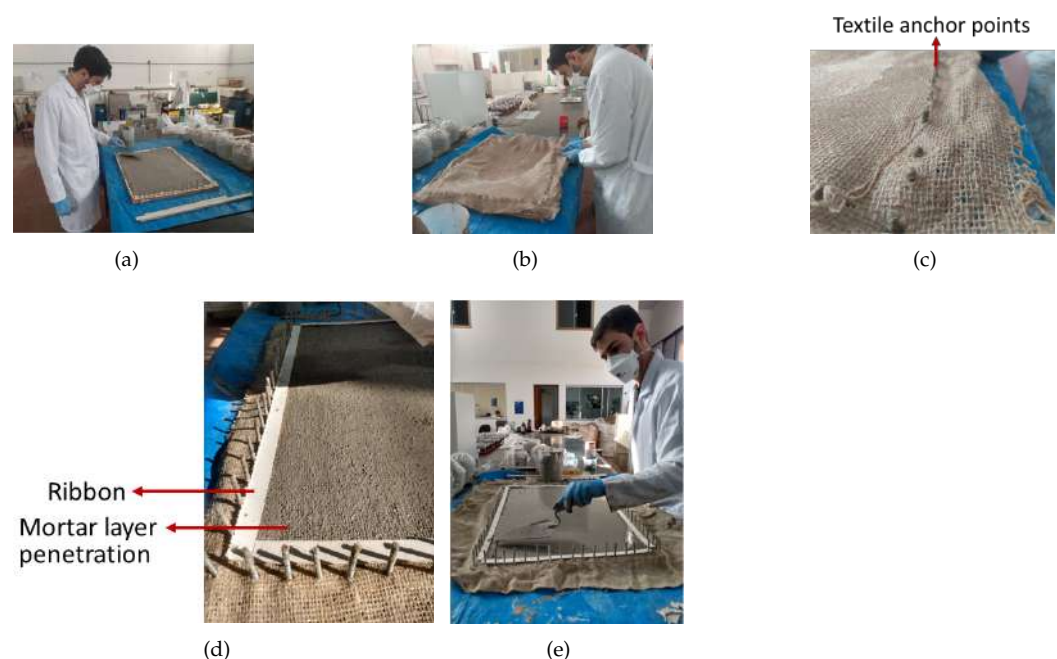 Textile anchor points
(a)
(b)
(c)
Ribbon
Mortar layer
penetration
(d)
(e)